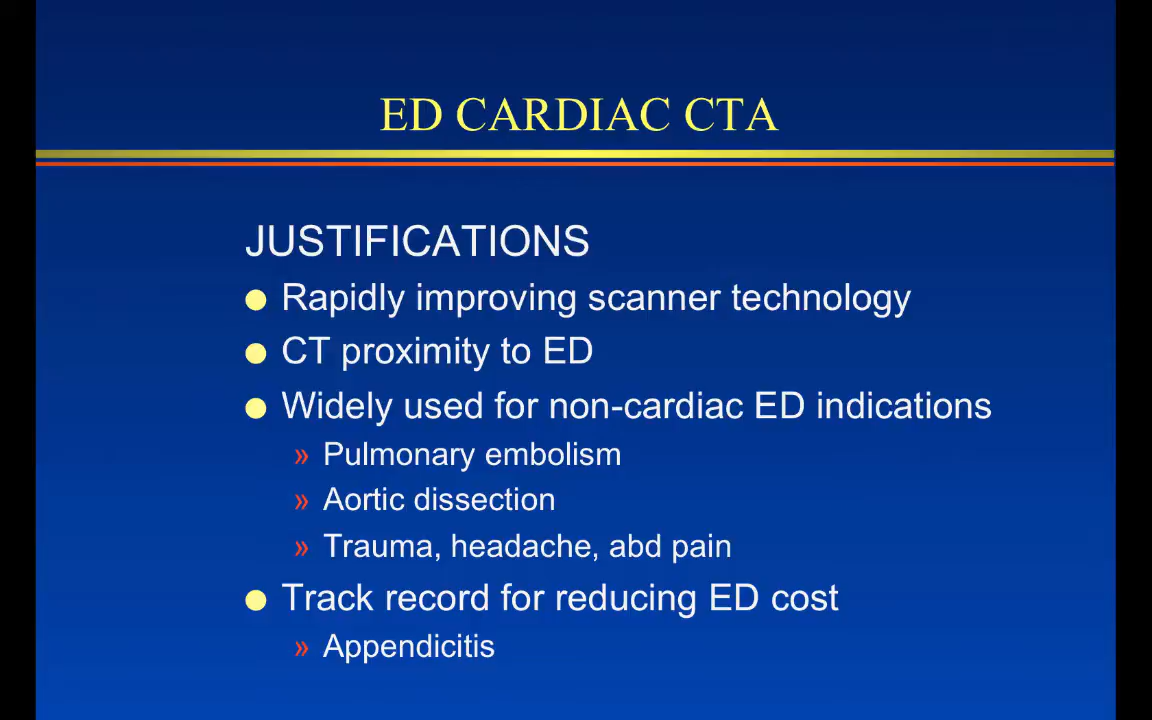 ED CARDIAC CTA
JUSTIFICATIONS
● Rapidly improving scanner technology
● CT proximity to ED
● Widely used for non-cardiac ED indications
» Pulmonary embolism
» Aortic dissection
» Trauma, headache, abd pain
● Track record for reducing ED cost
» Appendicitis